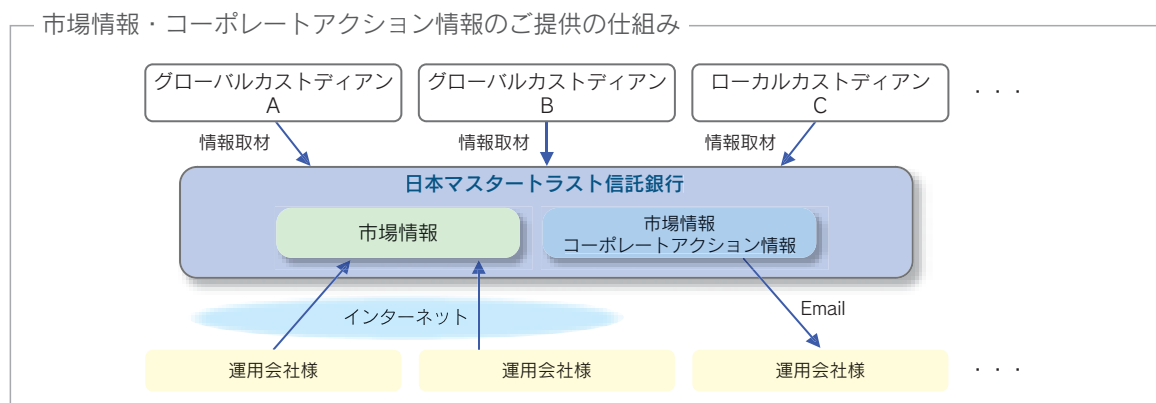 市場情報・コーポレートアクション情報のご提供の仕組み
グローバルカストディアン
A
グローバルカストディアン
B
ローカルカストディアン
C
・・・
情報取材
情報取材
情報取材
日本マスタートラスト信託銀行
市場情報
市場情報
コーポレートアクション情報
インターネット
Email
運用会社様
運用会社様
運用会社様
・・・